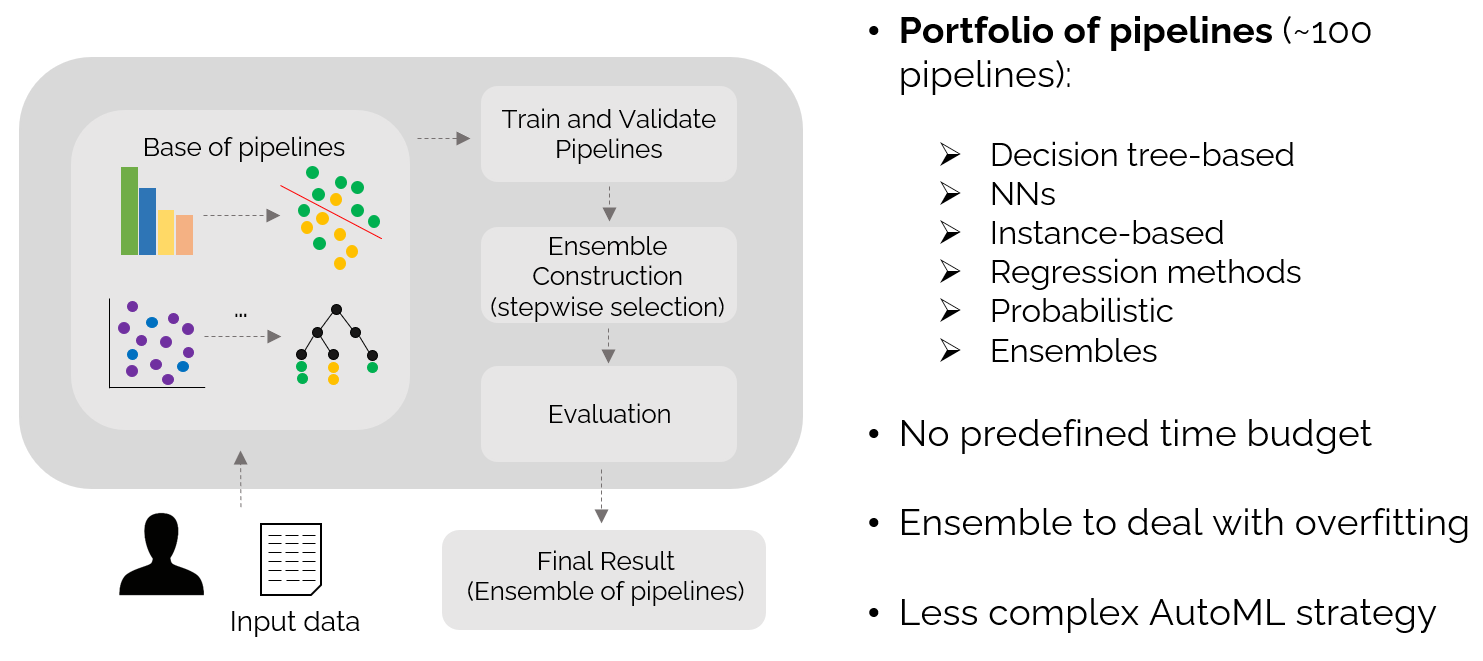 Base of pipelines
...
Train and Validate
Pipelines
Ensemble
Construction
(stepwise selection)
Evaluation
Final Result
(Ensemble of pipelines)
Input data
• Portfolio of pipelines (~100
pipelines):
➢ Decision tree-based
➢ NNs
➢ Instance-based
➢ Regression methods
➢ Probabilistic
➢ Ensembles
• No predefined time budget
• Ensemble to deal with overfitting
• Less complex AutoML strategy